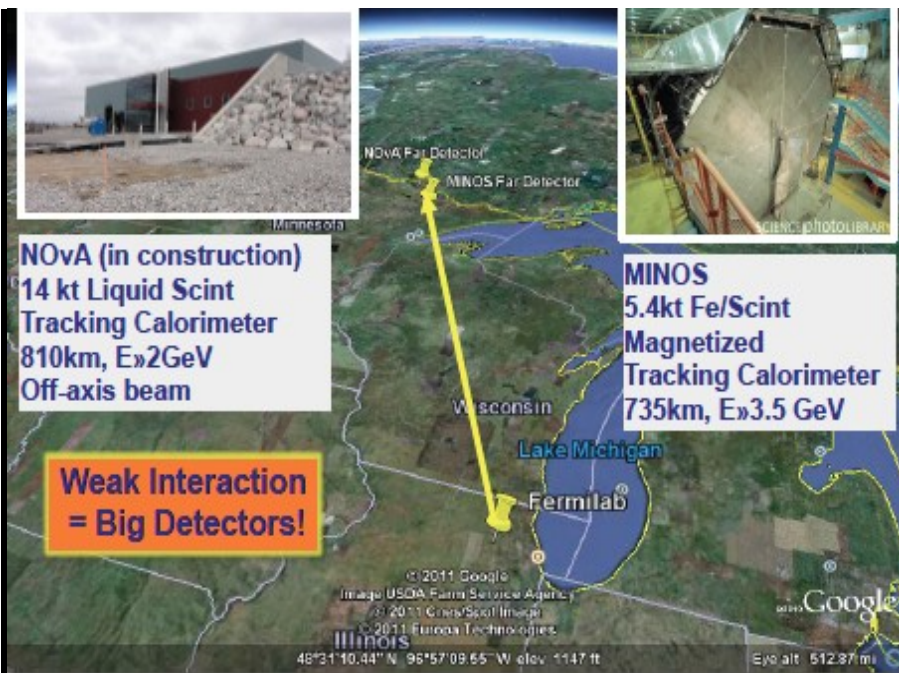 NOvA Far Detector
MINOS Far Detector
SCIENCEphotoLIBRARY
Minnesota
NOvA (in construction)
14 kt Liquid Scint
Tracking Calorimeter
810km, E»2GeV
Off-axis beam
MINOS
5.4kt Fe/Scint
Magnetized
Tracking Calorimeter
735km, E»3.5 GeV
Wisconsin
Lake Michigan
Weak Interaction
= Big Detectors!
Fermilab
© 2011 Google
Image USDA Farm Service Agency
© 2011 Cnes/Spot Image
© 2011 Europa Technologies
Google
Illinois
48°31'10.44" N 96°57'09.55" W elev 1147 ft
Eye alt 512.87 mi